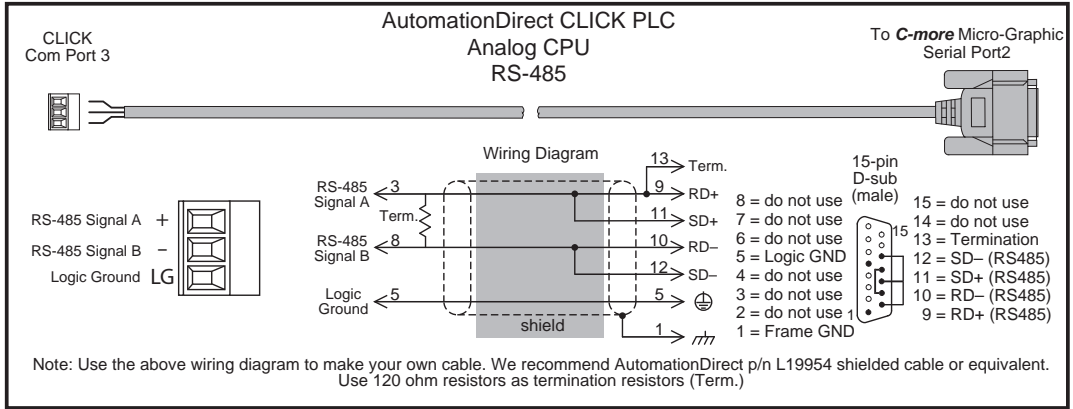 AutomationDirect CLICK PLC
Analog CPU
RS-485
CLICK
Com Port 3
To C-more Micro-Graphic
Serial Port2
Wiring Diagram
RS-485 Signal A +
RS-485 Signal B –
Logic Ground LG
RS-485
Signal A
3
Term.
RS-485
Signal B
8
Logic
Ground
5
shield
13 Term.
9 RD+
11 SD+
10 RD–
12 SD–
5
1
8 = do not use
7 = do not use
6 = do not use
5 = Logic GND
4 = do not use
3 = do not use
2 = do not use
1 = Frame GND
15-pin
D-sub
(male)
15
1
15 = do not use
14 = do not use
13 = Termination
12 = SD– (RS485)
11 = SD+ (RS485)
10 = RD– (RS485)
9 = RD+ (RS485)
Note: Use the above wiring diagram to make your own cable. We recommend AutomationDirect p/n L19954 shielded cable or equivalent.
Use 120 ohm resistors as termination resistors (Term.)